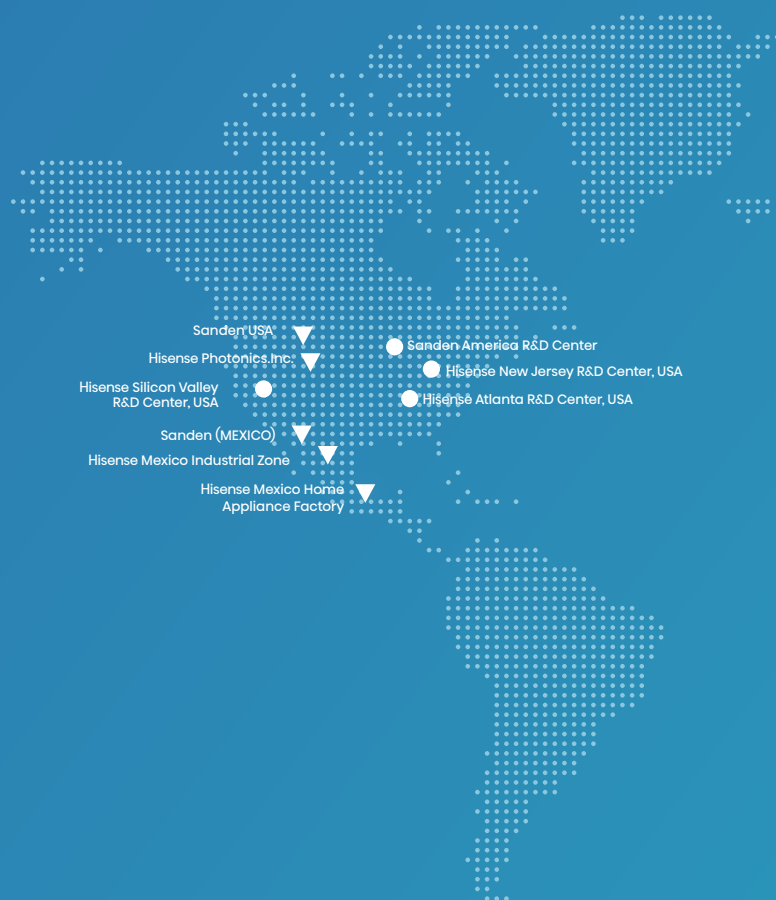 Sanden USA
Sanden America R&D Center
Hisense Photonics.Inc.
Hisense New Jersey R&D Center, USA
Hisense Silicon Valley
R&D Center, USA
Hisense Atlanta R&D Center, USA
Sanden (MEXICO)
Hisense Mexico Industrial Zone
Hisense Mexico Home
Appliance Factory